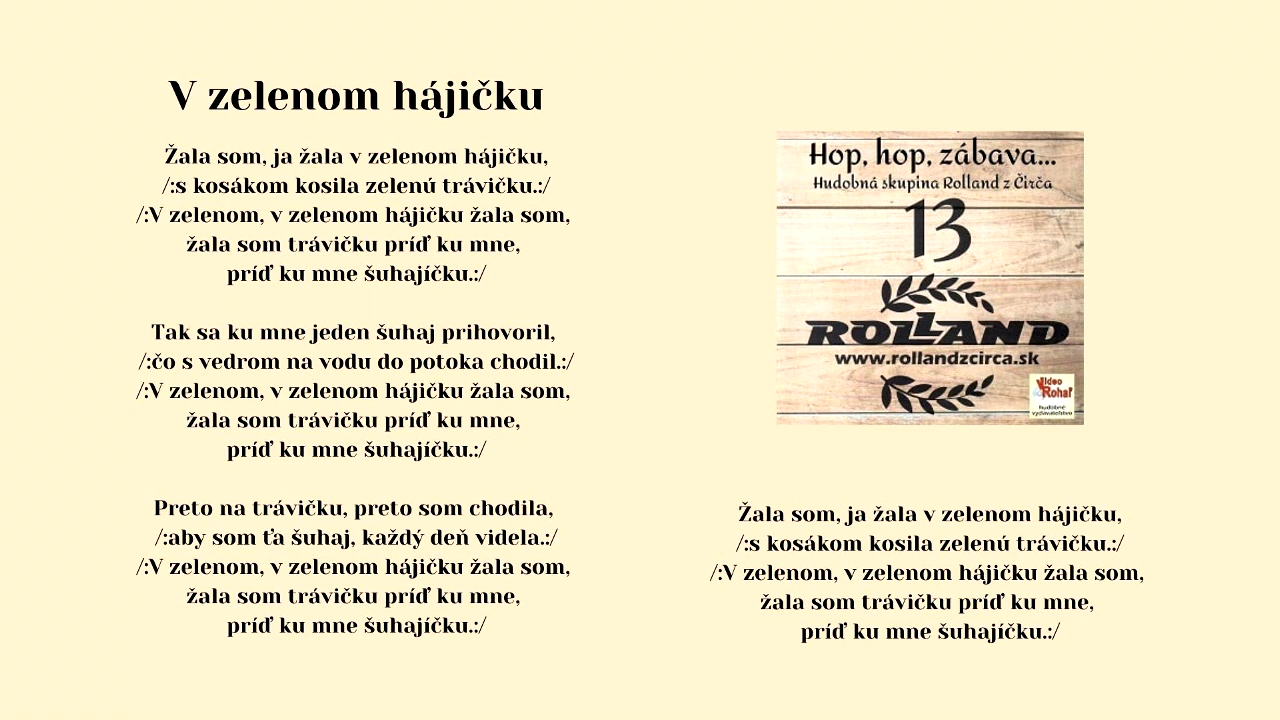 V zelenom hájičku
Žala som, ja žala v zelenom hájičku,
/:s kosákom kosila zelenú trávičku.:/
/:V zelenom, v zelenom hájičku žala som,
žala som trávičku príď ku mne,
príď ku mne šuhajíčku.:/
Tak sa ku mne jeden šuhaj prihovoril,
/:čo s vedrom na vodu do potoka chodil.:/
/:V zelenom, v zelenom hájičku žala som,
žala som trávičku príď ku mne,
príď ku mne šuhajíčku.:/
Preto na trávičku, preto som chodila,
/:aby som ťa šuhaj, každý deň videla.:/
/:V zelenom, v zelenom hájičku žala som,
žala som trávičku príď ku mne,
príď ku mne šuhajíčku.:/
Hop, hop, zábava...
Hudobná skupina Rolland z Čirča
13
ROLLAND
www.rollandzcirca.sk
Video
Rohaľ
hudobné
vydavateľstvo
Žala som, ja žala v zelenom hájičku,
/:s kosákom kosila zelenú trávičku.:/
/:V zelenom, v zelenom hájičku žala som,
žala som trávičku príď ku mne,
príď ku mne šuhajíčku.:/